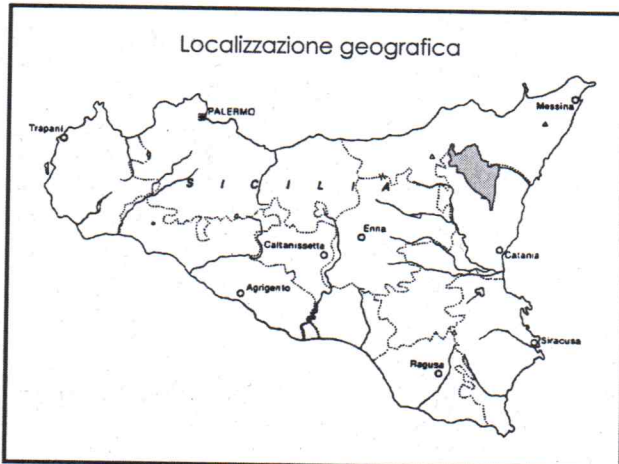 Localizzazione geografica
Messina
PALERMO
Trapani
S I C I L I A
Enna
Caltanissetta
Catania
Agrigento
Siracusa
Ragusa